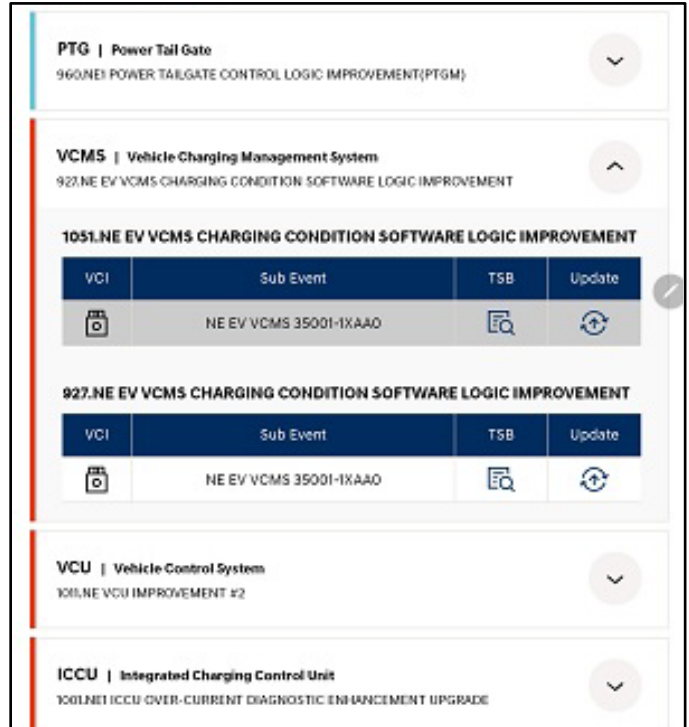 PTG | Power Tail Gate
960.NE1 POWER TAILGATE CONTROL LOGIC IMPROVEMENT(PTGM)
VCMS | Vehicle Charging Management System
927.NE EV VCMS CHARGING CONDITION SOFTWARE LOGIC IMPROVEMENT
1051.NE EV VCMS CHARGING CONDITION SOFTWARE LOGIC IMPROVEMENT
VCI Sub Event TSB Update
NE EV VCMS 35001-1XAA0
927.NE EV VCMS CHARGING CONDITION SOFTWARE LOGIC IMPROVEMENT
VCI Sub Event TSB Update
NE EV VCMS 35001-1XAA0
VCU | Vehicle Control System
1011.NE VCU IMPROVEMENT #2
ICCU | Integrated Charging Control Unit
1001.NE1 ICCU OVER-CURRENT DIAGNOSTIC ENHANCEMENT UPGRADE